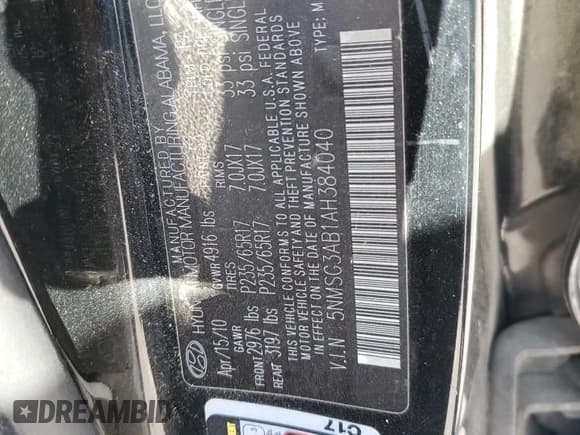 MANUFACTURED BY
HYUNDAI MOTOR MANUFACTURING ALABAMA, LLC
Apr/15/10 GVWR 4916 lbs
GAWR TIRES RIMS
FRONT 2976 lbs P235/65R17 7.0JX17 33 psi SINGLE
REAR 3197 lbs P235/65R17 7.0JX17 33 psi SINGL
THIS VEHICLE CONFORMS TO ALL APPLICABLE U.S.A. FEDERAL
MOTOR VEHICLE SAFETY AND THEFT PREVENTION STANDARDS
IN EFFECT ON THE DATE OF MANUFACTURE SHOWN ABOVE
V.I.N 5NMSG3AB1AH384040 TYPE: M
C17
DREAMBID